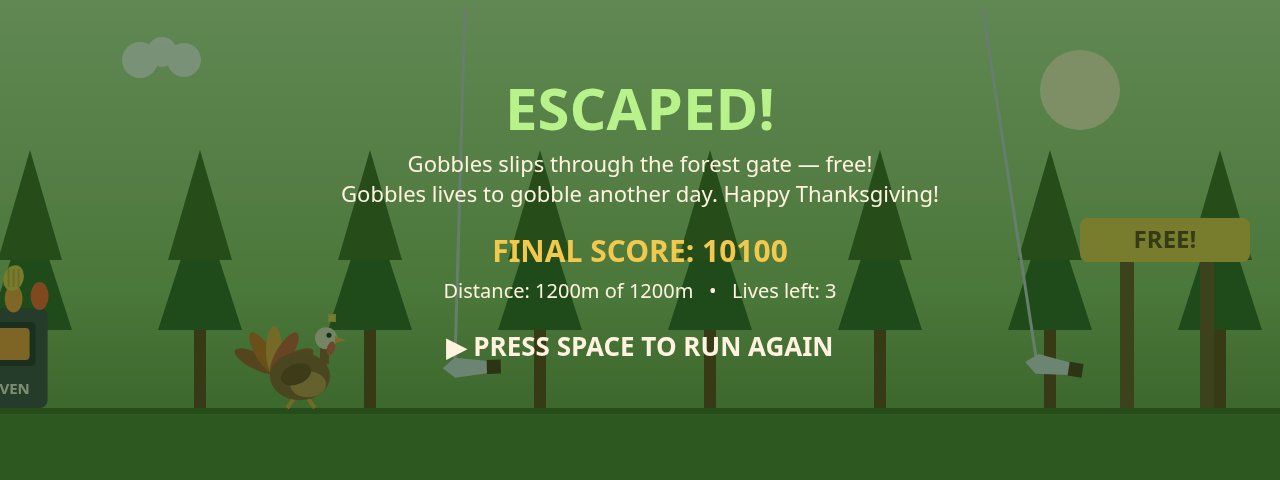 ESCAPED!
Gobbles slips through the forest gate — free!
Gobbles lives to gobble another day. Happy Thanksgiving!
FREE!
FINAL SCORE: 10100
Distance: 1200m of 1200m • Lives left: 3
▶ PRESS SPACE TO RUN AGAIN
VEN